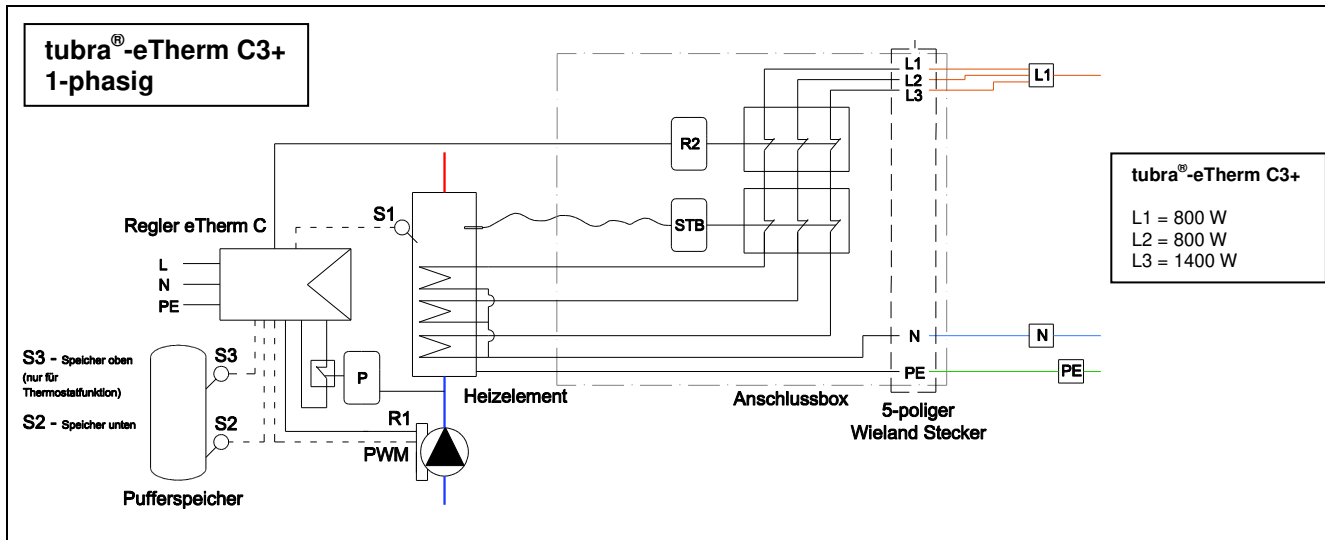 tubra®-eTherm C3+
1-phasig
L1
L2
L3
L1
R2
tubra®-eTherm C3+
L1 = 800 W
L2 = 800 W
L3 = 1400 W
Regler eTherm C
S1
STB
L
N
PE
S3 - Speicher oben
(nur für
Thermostatfunktion)
S2 - Speicher unten
S3
S2
P
R1
PWM
Heizelement
Anschlussbox
N
N
PE
PE
5-poliger
Wieland Stecker
Pufferspeicher